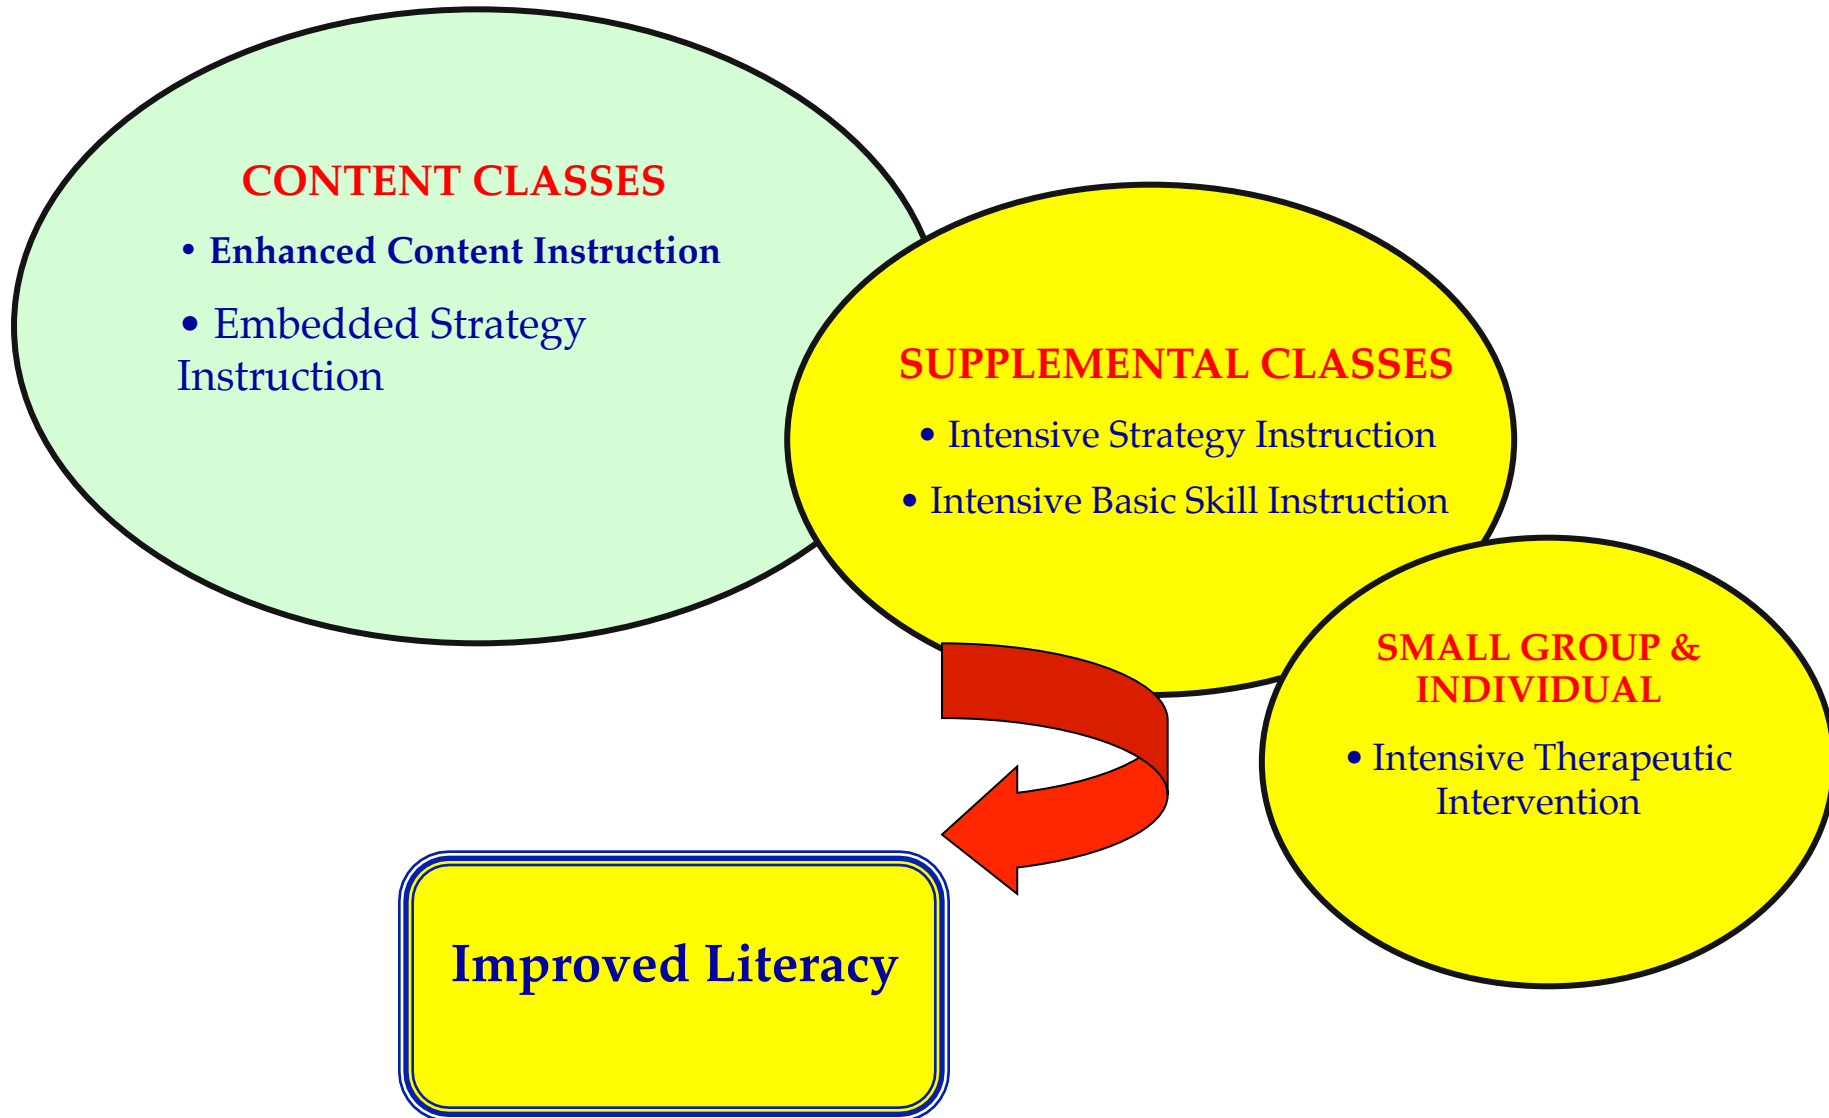 CONTENT CLASSES
• Enhanced Content Instruction
• Embedded Strategy
Instruction
SUPPLEMENTAL CLASSES
• Intensive Strategy Instruction
• Intensive Basic Skill Instruction
SMALL GROUP &
INDIVIDUAL
• Intensive Therapeutic
Intervention
Improved Literacy